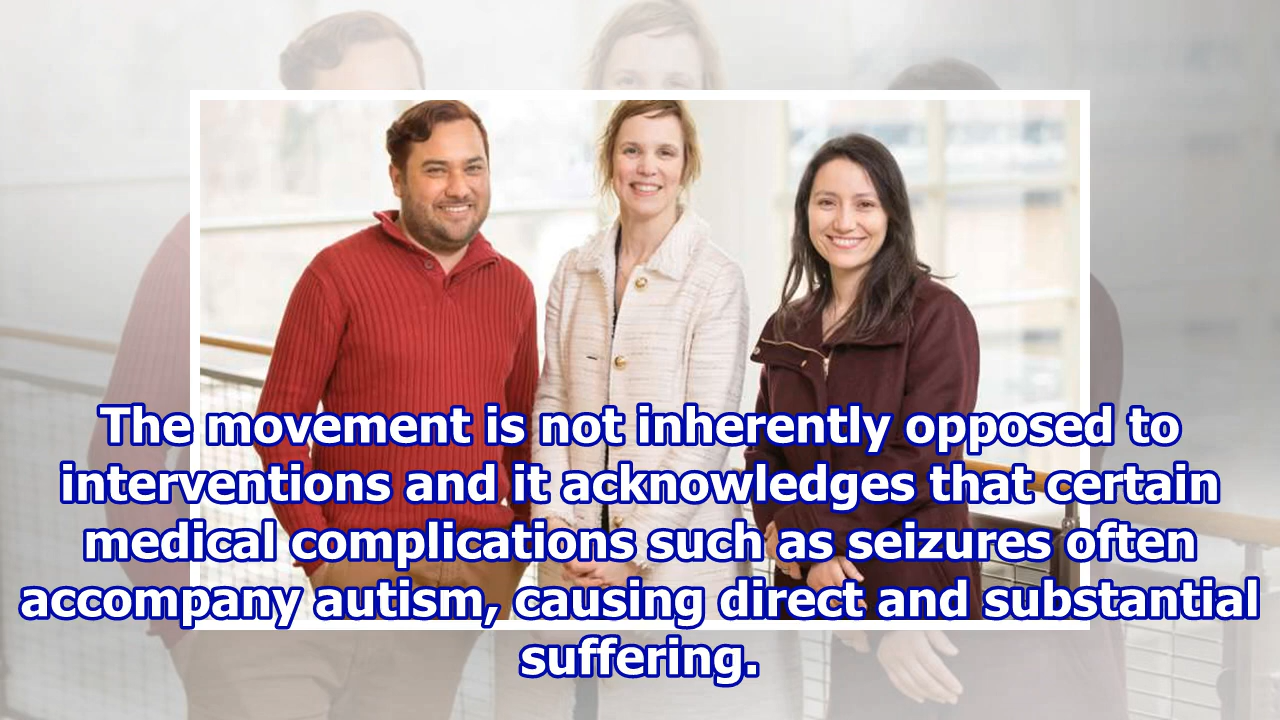 The movement is not inherently opposed to
interventions and it acknowledges that certain
medical complications such as seizures often
accompany autism, causing direct and substantial
suffering.